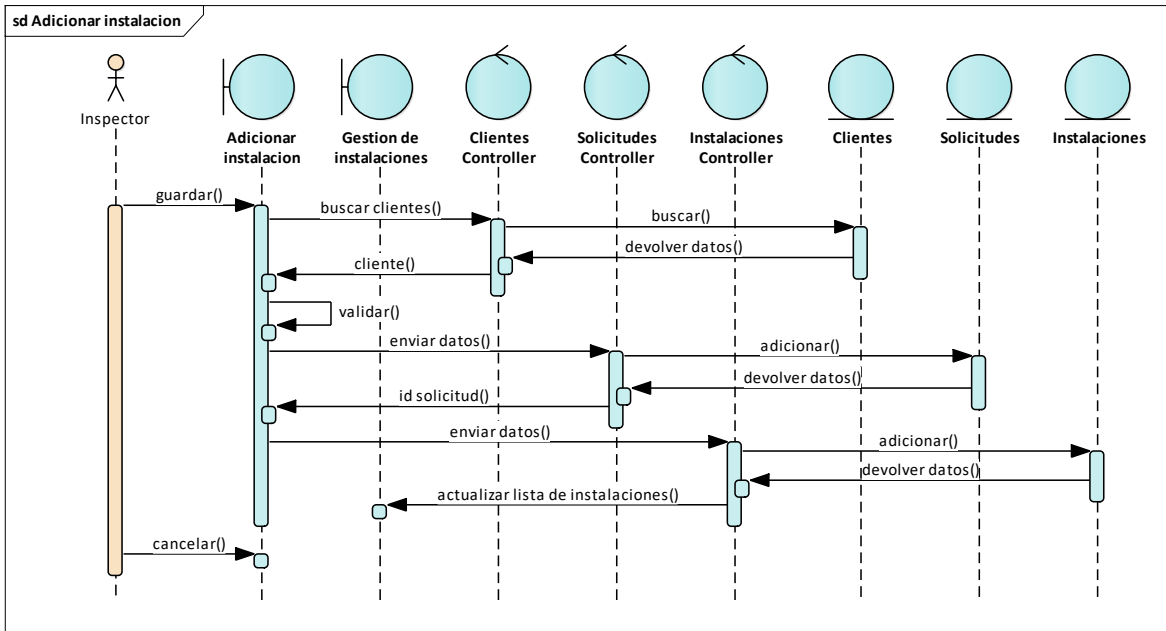 sd Adicionar instalacion
Inspector
Adicionar
instalacion
Gestion de
instalaciones
Clientes
Controller
Solicitudes
Controller
Instalaciones
Controller
Clientes
Solicitudes
Instalaciones
guardar()
buscar clientes()
buscar()
devolver datos()
cliente()
validar()
enviar datos()
adicionar()
devolver datos()
id solicitud()
enviar datos()
adicionar()
devolver datos()
actualizar lista de instalaciones()
cancelar()